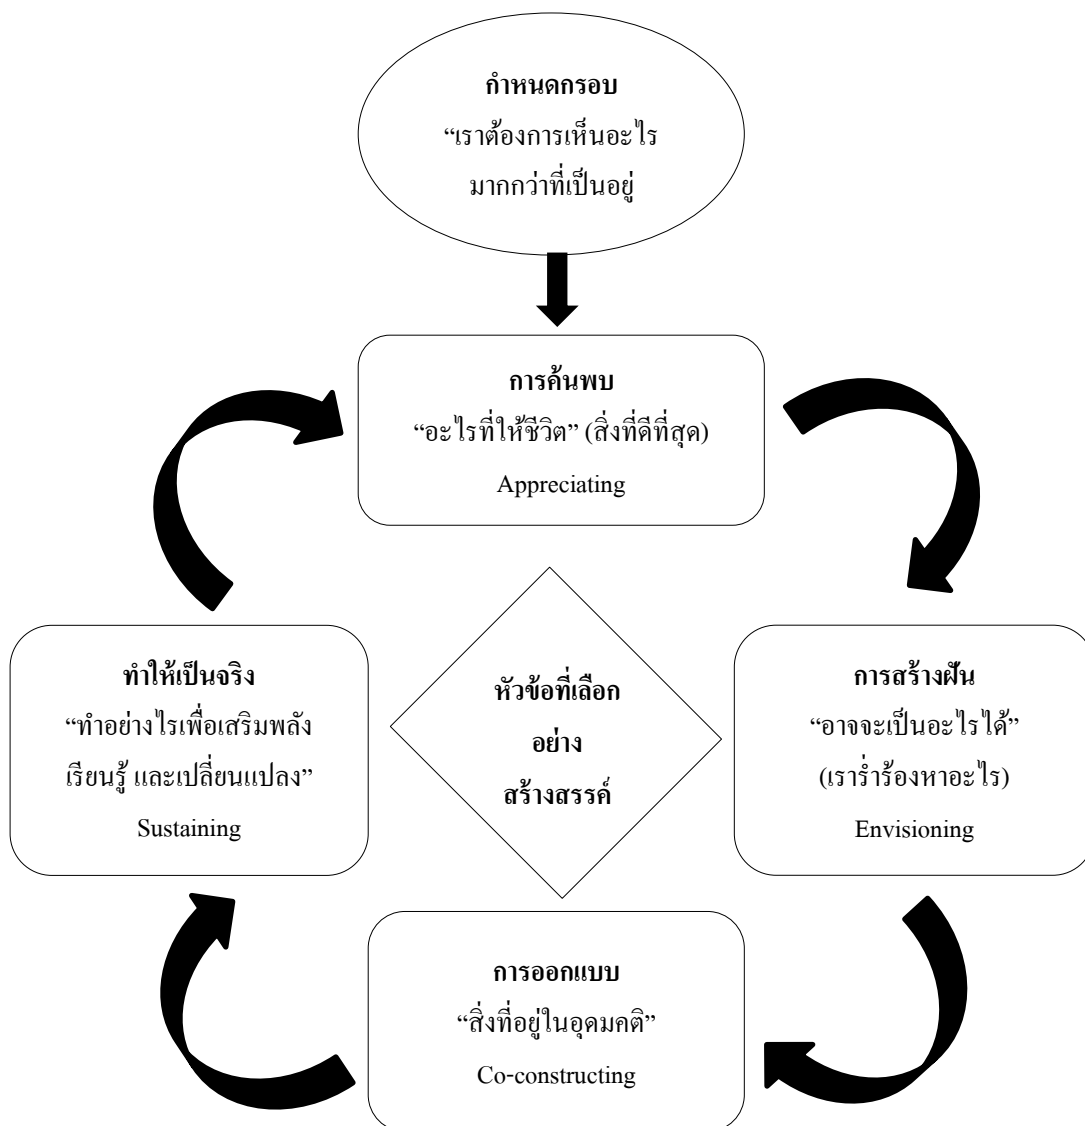 กำหนดกรอบ
“เราต้องการเห็นอะไร
มากกว่าที่เป็นอยู่
การค้นพบ
“อะไรที่ให้ชีวิต” (สิ่งที่ดีที่สุด)
Appreciating
ทำให้เป็นจริง
“ทำอย่างไรเพื่อเสริมพลัง
เรียนรู้ และเปลี่ยนแปลง”
Sustaining
หัวข้อที่เลือก
อย่าง
สร้างสรรค์
การสร้างฝัน
“อาจจะเป็นอะไรได้”
(เราร่ำร้องหาอะไร)
Envisioning
การออกแบบ
“สิ่งที่อยู่ในอุดมคติ”
Co-constructing